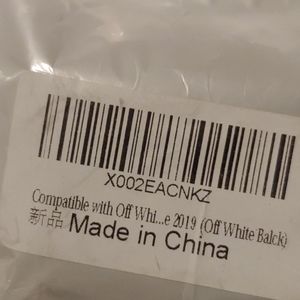 X002EACNKZ
Compatible with Off Whi...e 2019 (Off White Balck)
新品 Made in China